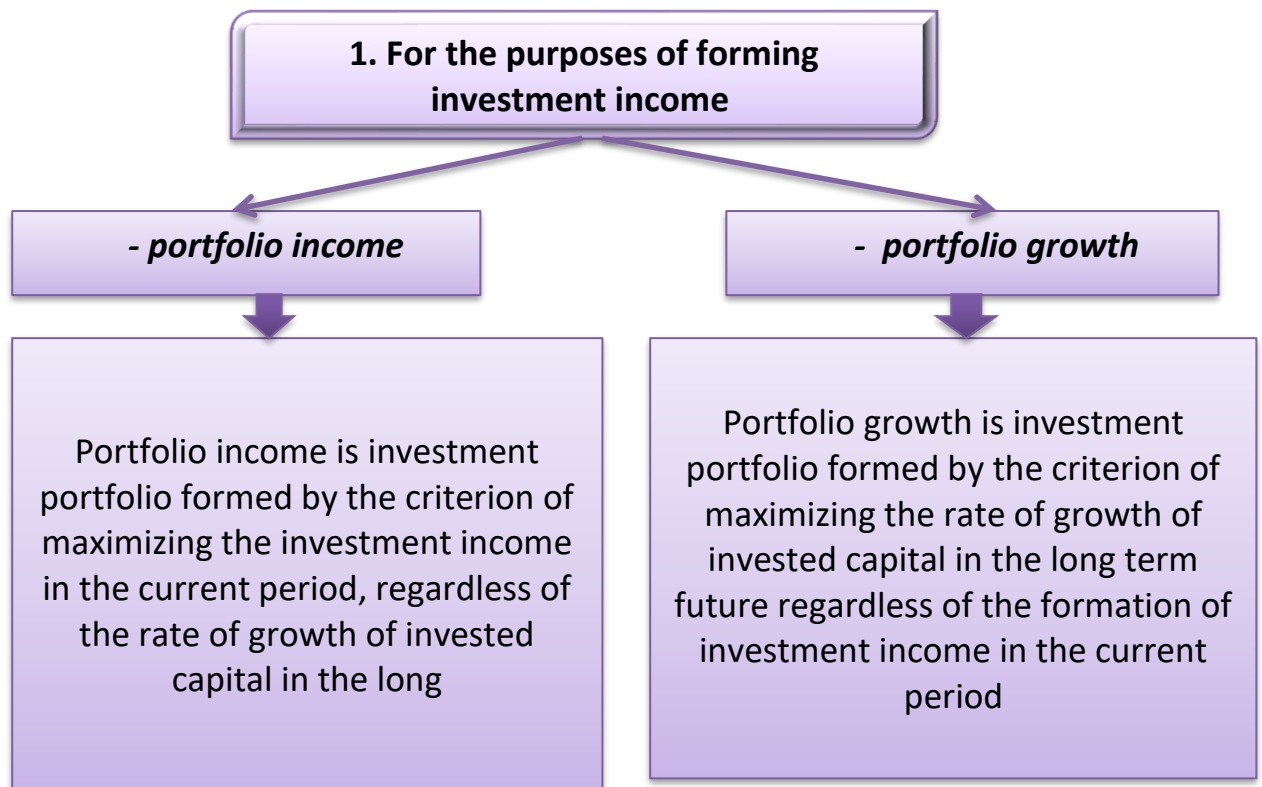 1. For the purposes of forming
investment income
- portfolio income
- portfolio growth
Portfolio income is investment
portfolio formed by the criterion of
maximizing the investment income
in the current period, regardless of
the rate of growth of invested
capital in the long
Portfolio growth is investment
portfolio formed by the criterion of
maximizing the rate of growth of
invested capital in the long term
future regardless of the formation of
investment income in the current
period